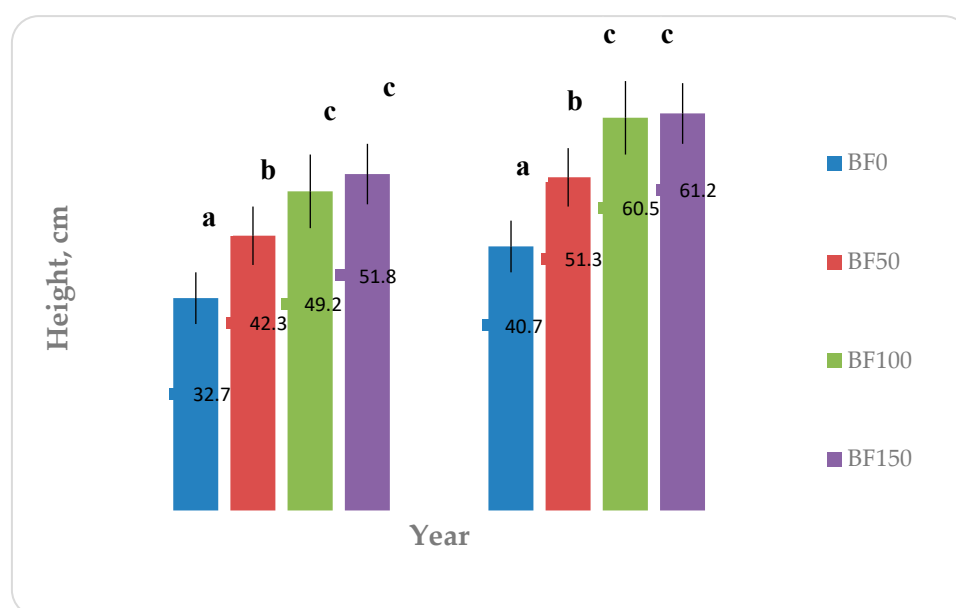 c c
c
c
b
b
a
a
BF0
61.2
60.5
Height, cm
BF50
51.3
51.8
49.2
42.3
40.7
BF100
32.7
BF150
Year